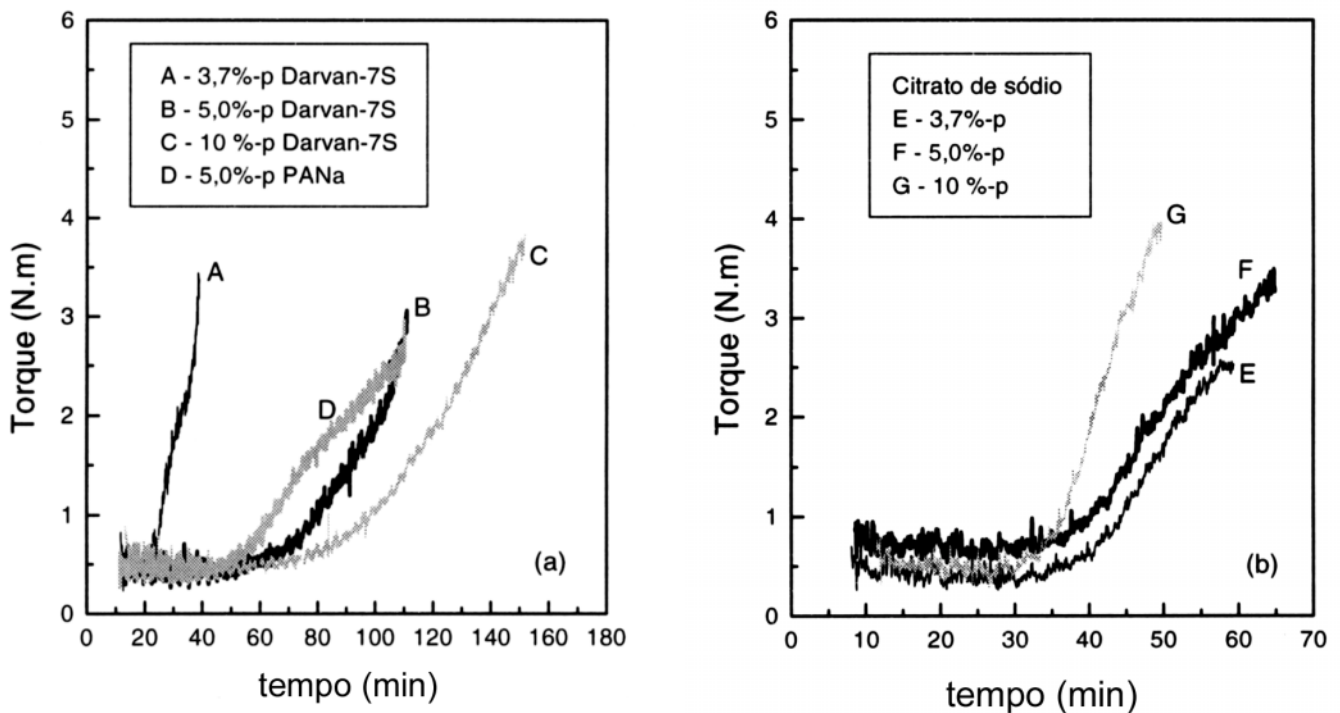 6
5
4
3
2
1
0
Torque (N.m)
A - 3,7%-p Darvan-7S
B - 5,0%-p Darvan-7S
C - 10 %-p Darvan-7S
D - 5,0%-p PANa
A
B
C
D
(a)
0 20 40 60 80 100 120 140 160 180
tempo (min)
6
5
4
3
2
1
0
Torque (N.m)
Citrato de sódio
E - 3,7%-p
F - 5,0%-p
G - 10 %-p
G
F
E
(b)
0 10 20 30 40 50 60 70
tempo (min)